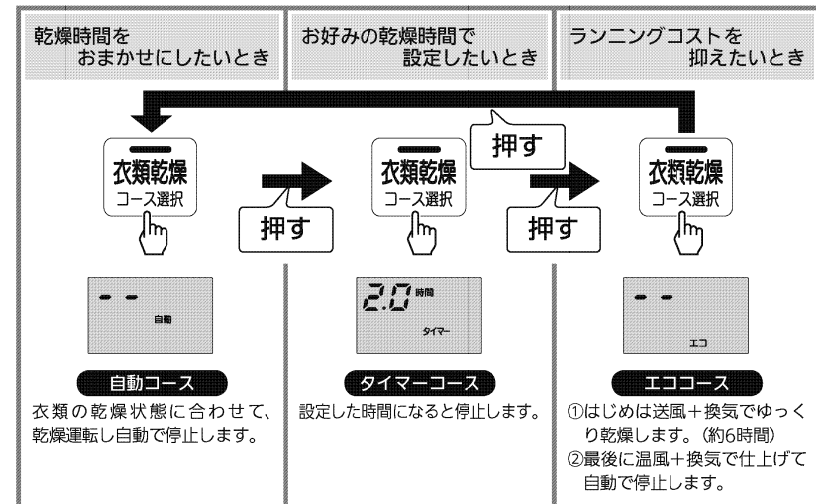 乾燥時間を
おまかせにしたいとき
お好みの乾燥時間で
設定したいとき
ランニングコストを
抑えたいとき
押す
衣類乾燥
コース選択
押す
衣類乾燥
コース選択
押す
衣類乾燥
コース選択
- -
自動
2.0 時間
タイマー
- -
エコ
自動コース
衣類の乾燥状態に合わせて、
乾燥運転し自動で停止します。
タイマーコース
設定した時間になると停止します。
エココース
①はじめは送風＋換気でゆっく
り乾燥します。（約6時間）
②最後に温風＋換気で仕上げて
自動で停止します。